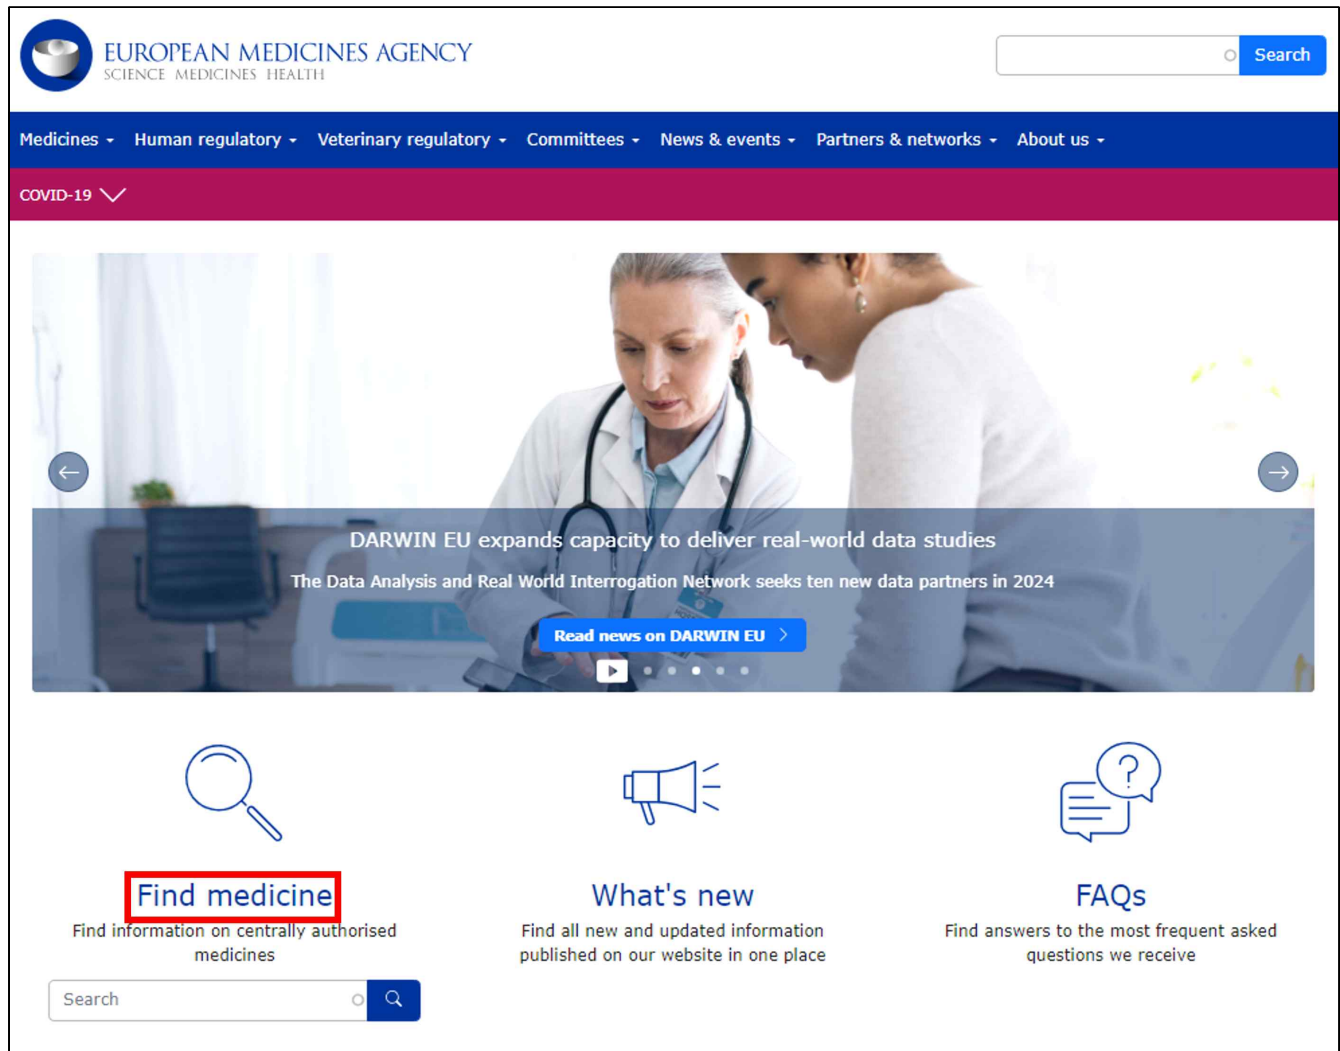 EUROPEAN MEDICINES AGENCY
SCIENCE MEDICINES HEALTH
Search
Medicines Human regulatory Veterinary regulatory Committees News & events Partners & networks About us
COVID-19
DARWIN EU expands capacity to deliver real-world data studies
The Data Analysis and Real World Interrogation Network seeks ten new data partners in 2024
Read news on DARWIN EU
Find medicine
Find information on centrally authorised
medicines
Search
What's new
Find all new and updated information
published on our website in one place
FAQs
Find answers to the most frequent asked
questions we receive